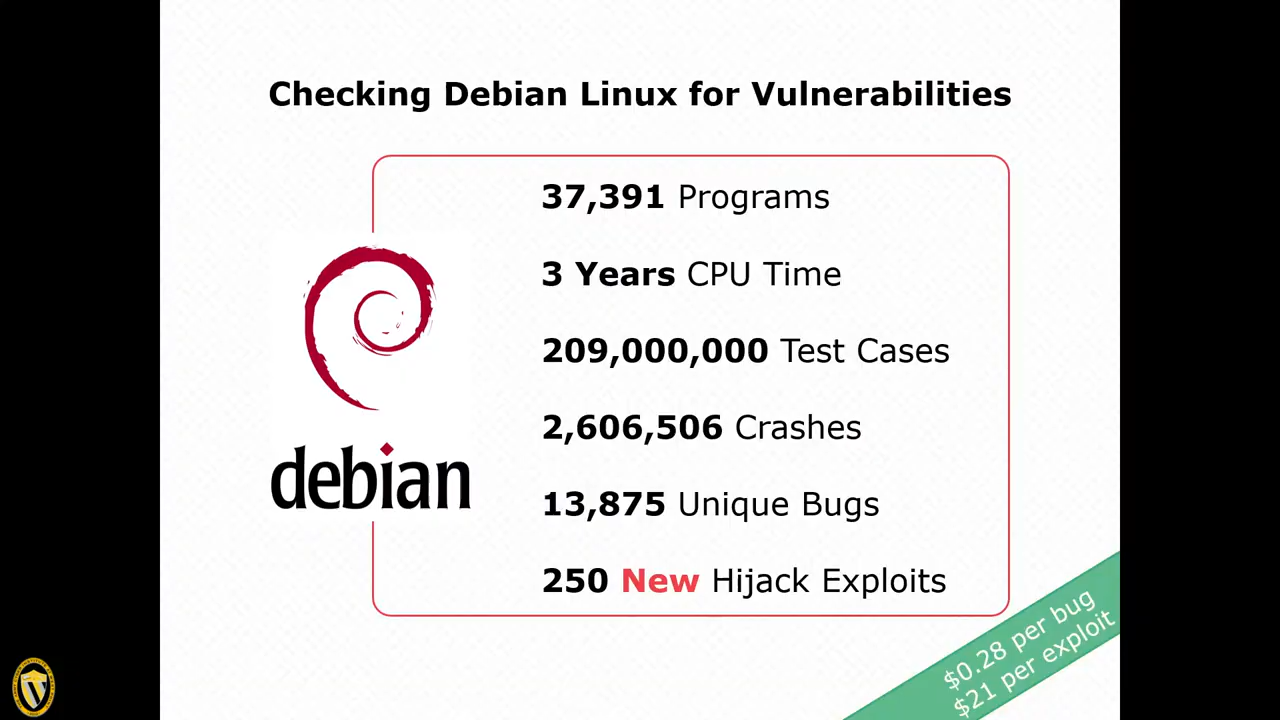 Checking Debian Linux for Vulnerabilities
37,391 Programs
3 Years CPU Time
209,000,000 Test Cases
2,606,506 Crashes
13,875 Unique Bugs
250 New Hijack Exploits
debian
$0.28 per bug
$21 per exploit